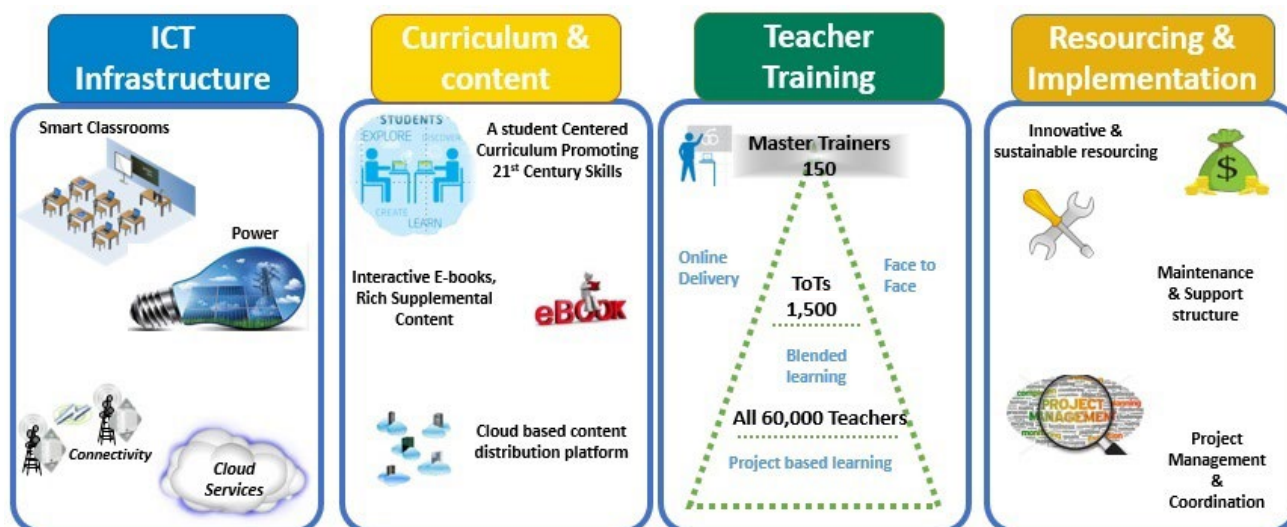 ICT
Infrastructure
Smart Classrooms
Power
Connectivity
Cloud
Services
Curriculum &
content
STUDENTS
EXPLORE
DISCOVER
CREATE
LEARN
A student Centered
Curriculum Promoting
21st Century Skills
Interactive E-books,
Rich Supplemental
Content
eBOOK
Cloud based content
distribution platform
Teacher
Training
Master Trainers
150
Online
Delivery
Face to
Face
ToTs
1,500
Blended
learning
All 60,000 Teachers
Project based learning
Resourcing &
Implementation
Innovative &
sustainable resourcing
$
Maintenance
& Support
structure
PROJECT
MANAGEMENT
Project
Management
&
Coordination